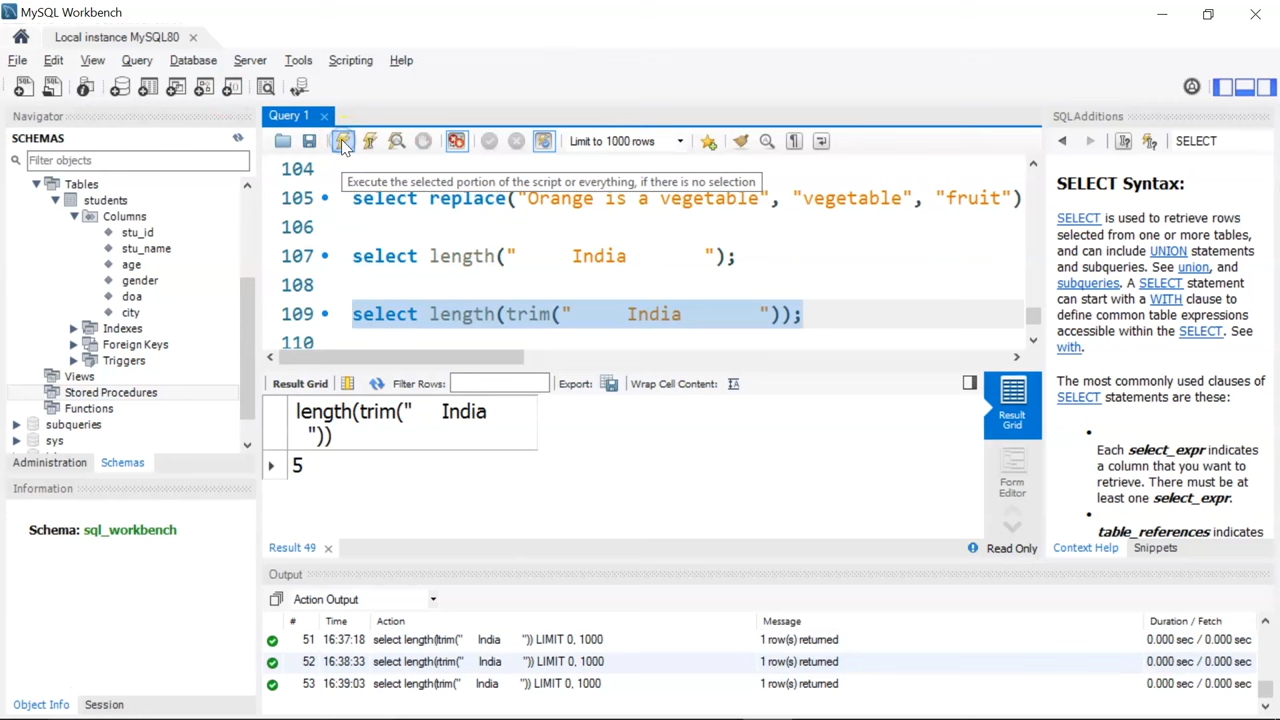 MySQL Workbench
Local instance MySQL80
File Edit View Query Database Server Tools Scripting Help
Navigator
SCHEMAS
Filter objects
Tables
students
Columns
stu_id
stu_name
age
gender
doa
city
Indexes
Foreign Keys
Triggers
Views
Stored Procedures
Functions
subqueries
sys
Administration Schemas
Information
Schema: sql_workbench
Object Info Session
Query 1
Limit to 1000 rows
Execute the selected portion of the script or everything, if there is no selection
104
105 select replace("Orange is a vegetable", "vegetable", "fruit")
106
107 select length("      India        ");
108
109 select length(trim("      India        "));
110
Result Grid Filter Rows: Export: Wrap Cell Content:
length(trim("      India
"))
5
Result Grid
Form Editor
Result 49
Read Only
Output
Action Output
# Time Action Message Duration / Fetch
51 16:37:18 select length(trim("      India        ")) LIMIT 0, 1000 1 row(s) returned 0.000 sec / 0.000 sec
52 16:38:33 select length(trim("      India        ")) LIMIT 0, 1000 1 row(s) returned 0.000 sec / 0.000 sec
53 16:39:03 select length(trim("      India        ")) LIMIT 0, 1000 1 row(s) returned 0.000 sec / 0.000 sec
SQLAdditions
SELECT
SELECT Syntax:
SELECT is used to retrieve rows
selected from one or more tables,
and can include UNION statements
and subqueries. See union, and
subqueries. A SELECT statement
can start with a WITH clause to
define common table expressions
accessible within the SELECT. See
with.
The most commonly used clauses of
SELECT statements are these:
Each select_expr indicates
a column that you want to
retrieve. There must be at
least one select_expr.
table_references indicates
Context Help Snippets